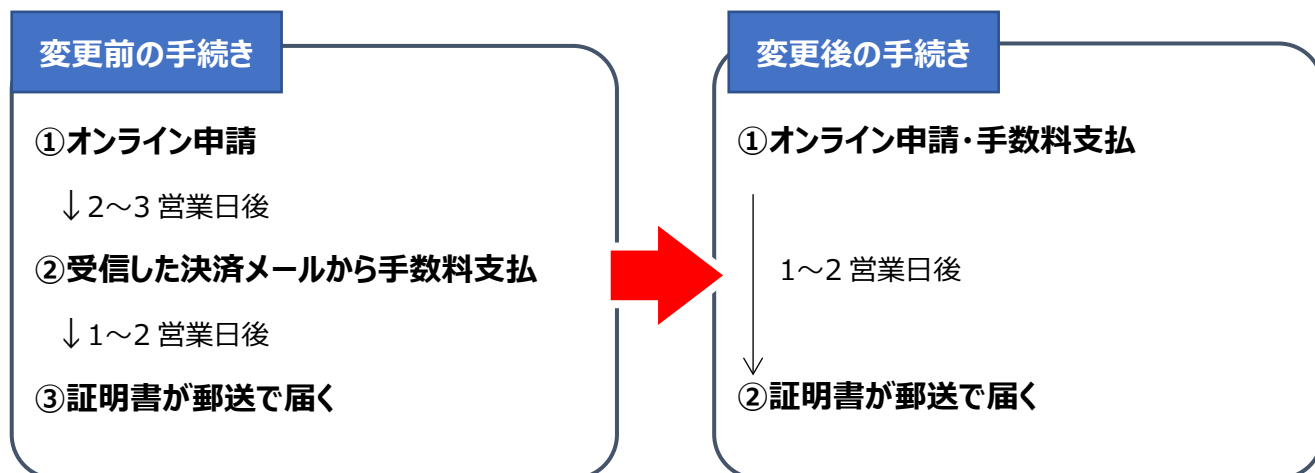 変更前の手続き
①オンライン申請
↓2～3 営業日後
②受信した決済メールから手数料支払
↓1～2 営業日後
③証明書が郵送で届く
変更後の手続き
①オンライン申請・手数料支払
1～2 営業日後
②証明書が郵送で届く